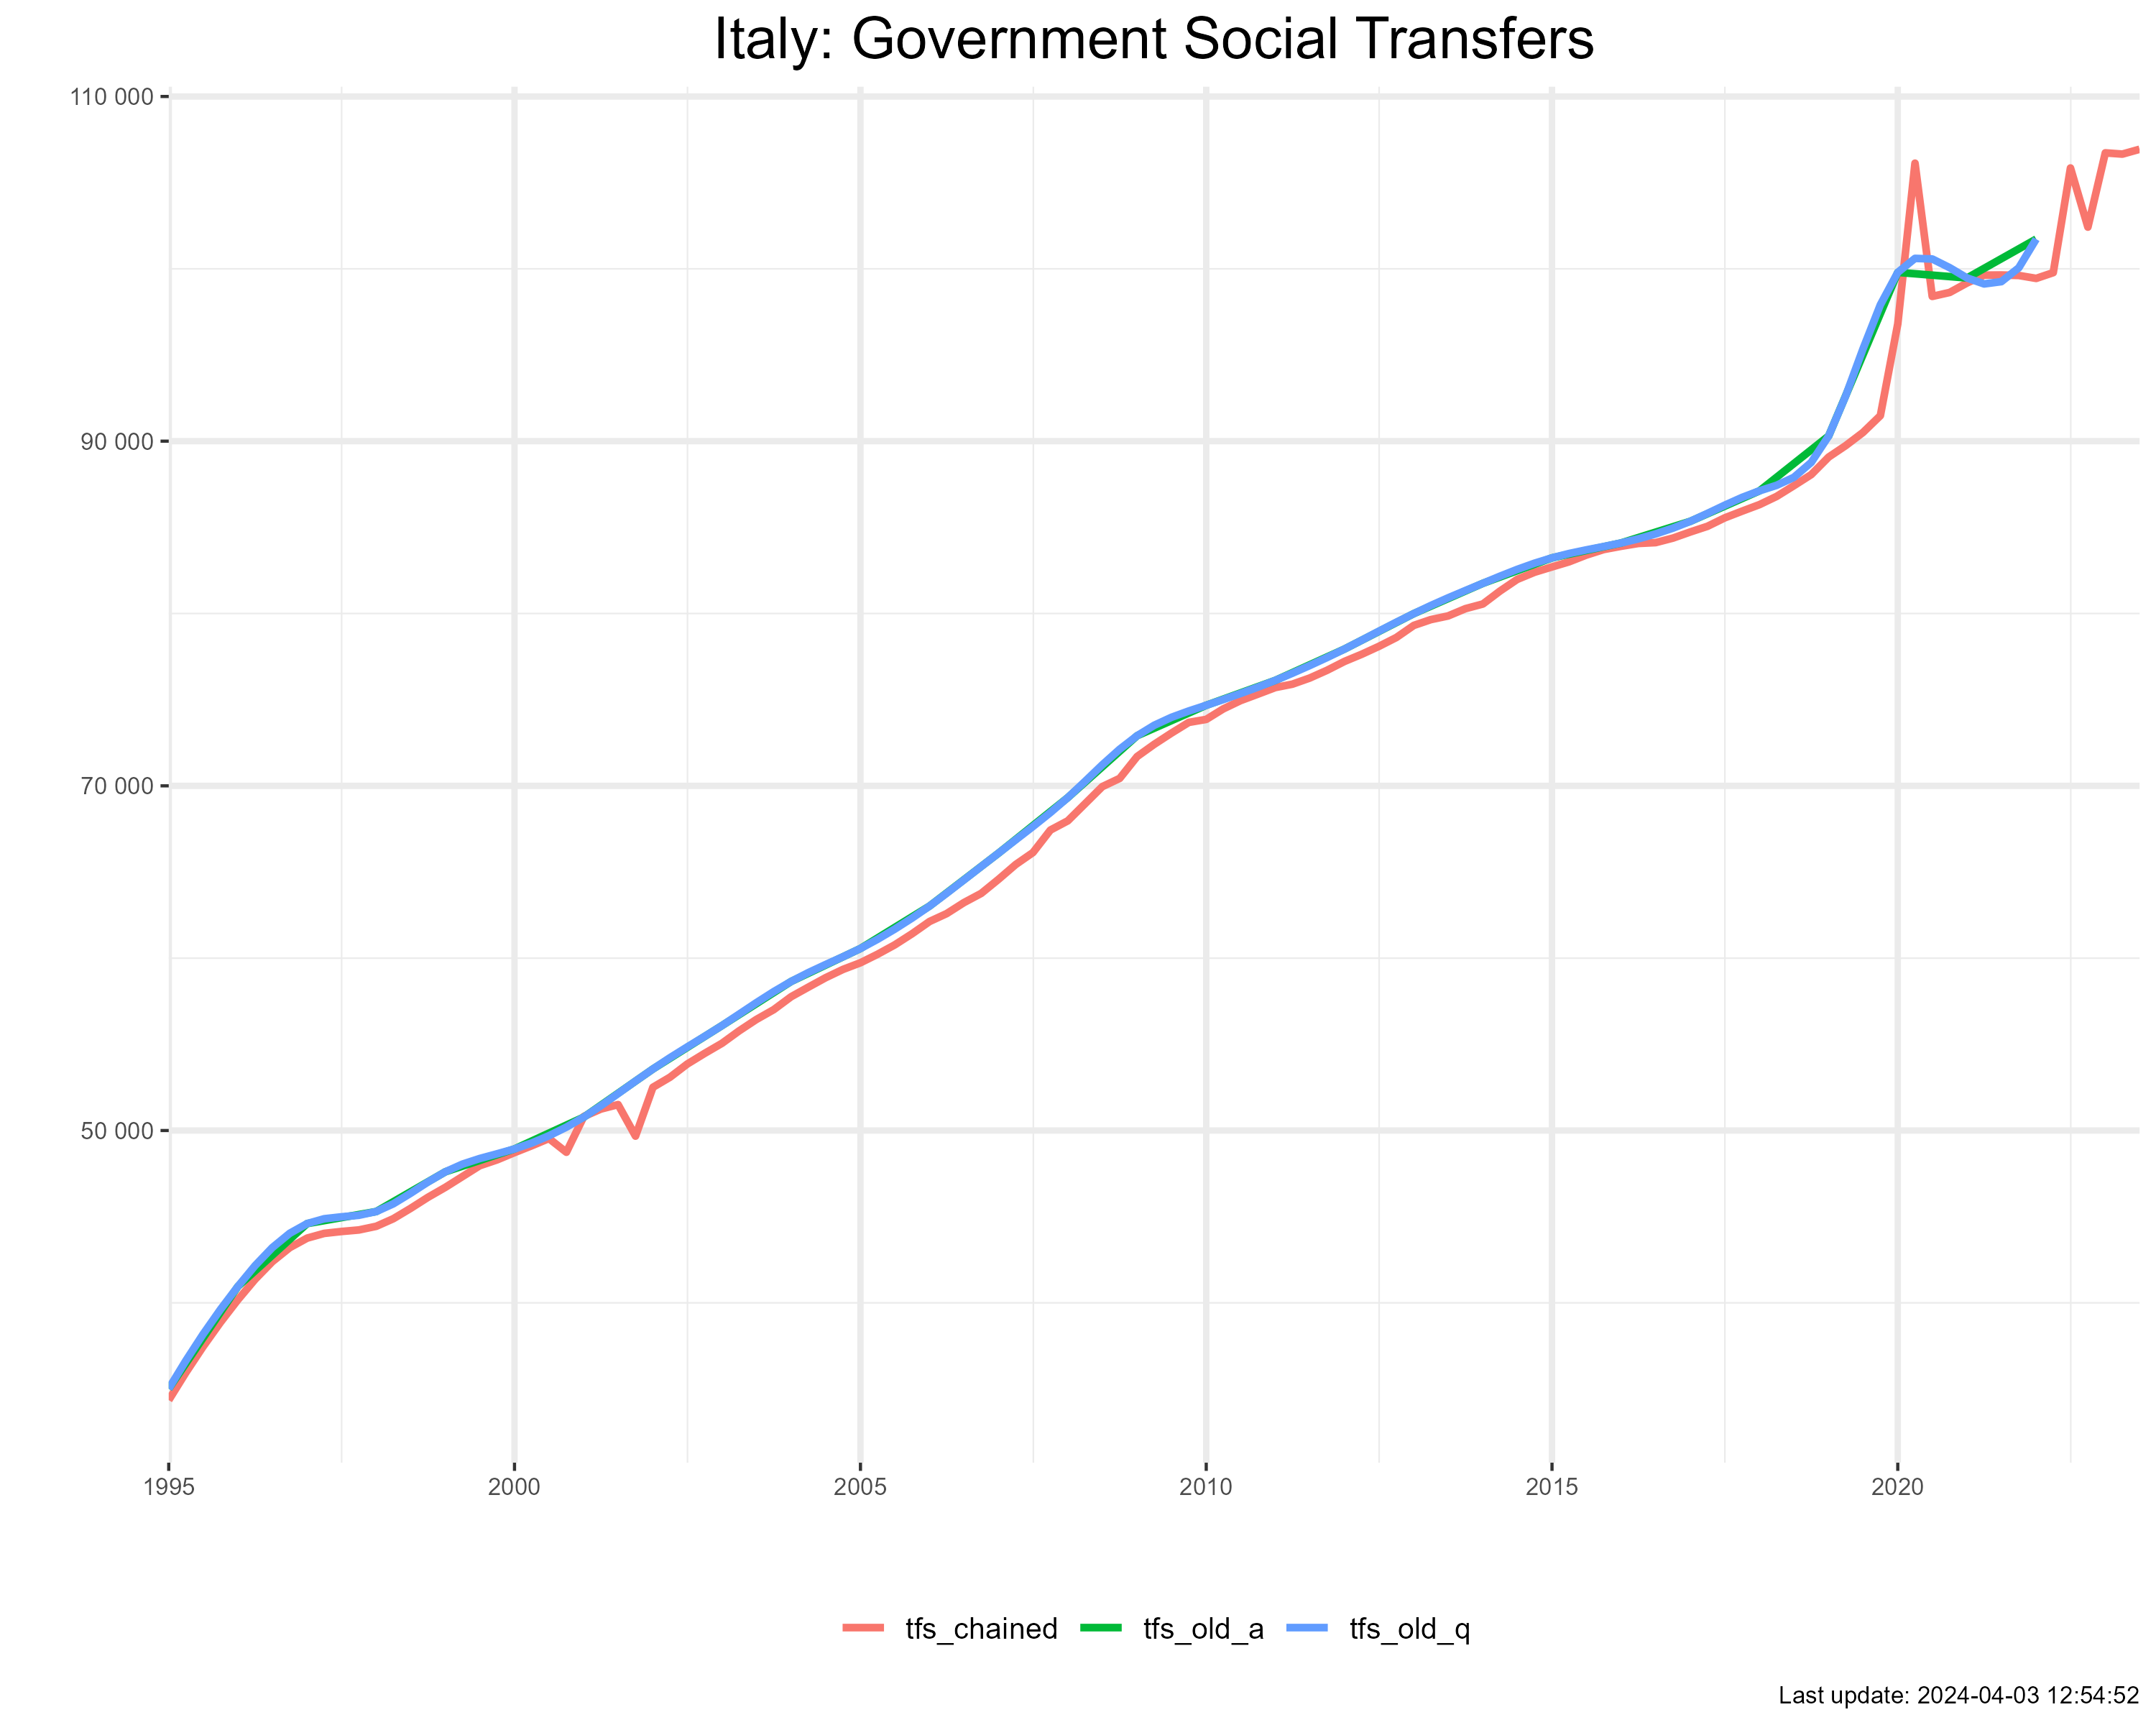 Italy: Government Social Transfers
110 000
90 000
70 000
50 000
1995 2000 2005 2010 2015 2020
tfs_chained tfs_old_a tfs_old_q
Last update: 2024-04-03 12:54:52